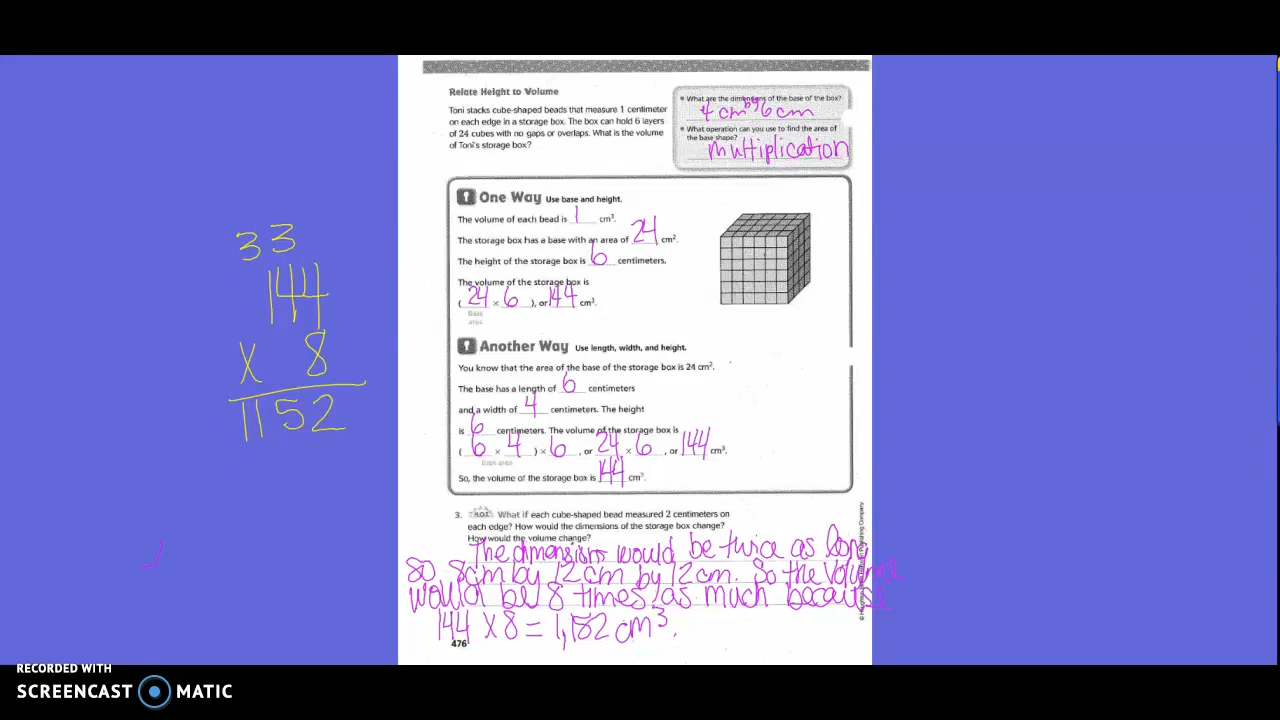 Relate Height to Volume
Toni stacks cube-shaped beads that measure 1 centimeter
on each edge in a storage box. The box can hold 6 layers
of 24 cubes with no gaps or overlaps. What is the volume
of Toni's storage box?
• What are the dimensions of the base of the box?
4 cm by 6 cm
• What operation can you use to find the area of
the base shape?
multiplication
One Way Use base and height.
The volume of each bead is 1 cm³.
The storage box has a base with an area of 24 cm².
The height of the storage box is 6 centimeters.
The volume of the storage box is
( 24 × 6 ), or 144 cm³.
Base
area
Another Way Use length, width, and height.
You know that the area of the base of the storage box is 24 cm².
The base has a length of 6 centimeters
and a width of 4 centimeters. The height
is 6 centimeters. The volume of the storage box is
( 6 × 4 ) × 6, or 24 × 6, or 144 cm³.
Base area
So, the volume of the storage box is 144 cm³.
3. H.O.T. What if each cube-shaped bead measured 2 centimeters on
each edge? How would the dimensions of the storage box change?
How would the volume change?
The dimensions would be twice as long
so 8cm by 12 cm by 12 cm. So the volume
would be 8 times as much because
144 x 8 = 1,152 cm³.
476
33
144
x 8
1152
RECORDED WITH
SCREENCAST MATIC